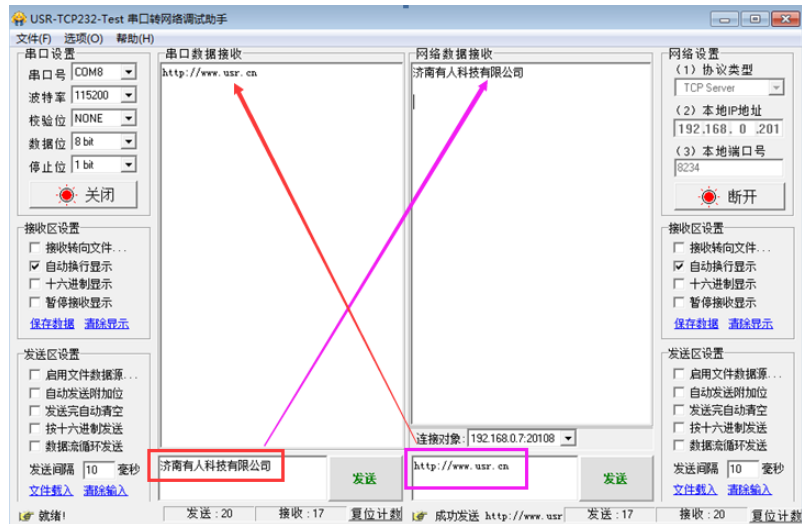 USR-TCP232-Test 串口转网络调试助手
文件(F) 选项(O) 帮助(H)
串口设置
串口号 COM8
波特率 115200
校验位 NONE
数据位 8 bit
停止位 1 bit
关闭
接收区设置
接收转向文件...
自动换行显示
十六进制显示
暂停接收显示
保存数据 清除显示
发送区设置
启用文件数据源...
自动发送附加位
发送完自动清空
按十六进制发送
数据流循环发送
发送间隔 10 毫秒
文件载入 清除输入
串口数据接收
http://www.usr.cn
济南有人科技有限公司
发送
网络数据接收
济南有人科技有限公司
连接对象: 192.168.0.7:20108
http://www.usr.cn
发送
网络设置
(1) 协议类型
TCP Server
(2) 本地IP地址
192.168. 0 .201
(3) 本地端口号
8234
断开
接收区设置
接收转向文件...
自动换行显示
十六进制显示
暂停接收显示
保存数据 清除显示
发送区设置
启用文件数据源...
自动发送附加位
发送完自动清空
按十六进制发送
数据流循环发送
发送间隔 10 毫秒
文件载入 清除输入
就绪! 发送:20 接收:17 复位计数 成功发送 http://www.usr 发送:17 接收:20 复位计数